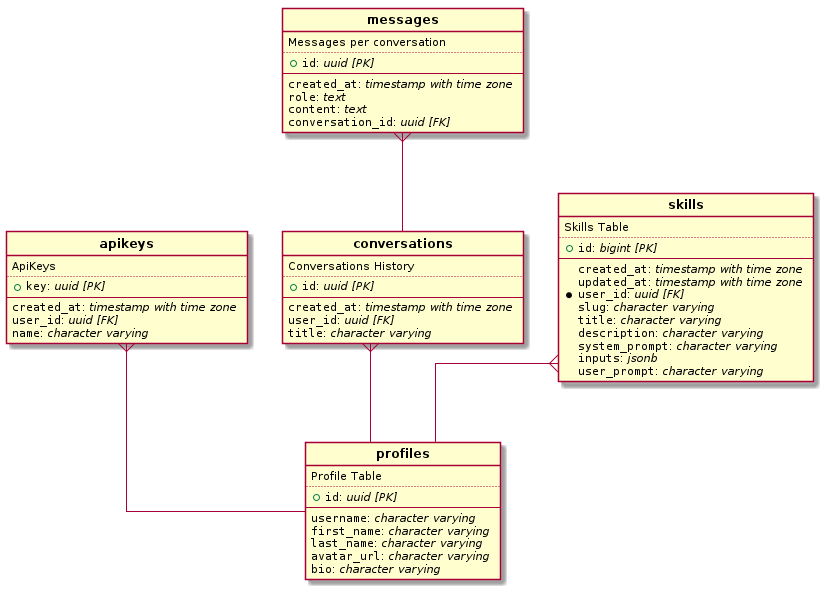 messages
Messages per conversation
id: uuid [PK]
created_at: timestamp with time zone
role: text
content: text
conversation_id: uuid [FK]
apikeys
ApiKeys
key: uuid [PK]
created_at: timestamp with time zone
user_id: uuid [FK]
name: character varying
conversations
Conversations History
id: uuid [PK]
created_at: timestamp with time zone
user_id: uuid [FK]
title: character varying
skills
Skills Table
id: bigint [PK]
created_at: timestamp with time zone
updated_at: timestamp with time zone
user_id: uuid [FK]
slug: character varying
title: character varying
description: character varying
system_prompt: character varying
inputs: jsonb
user_prompt: character varying
profiles
Profile Table
id: uuid [PK]
username: character varying
first_name: character varying
last_name: character varying
avatar_url: character varying
bio: character varying